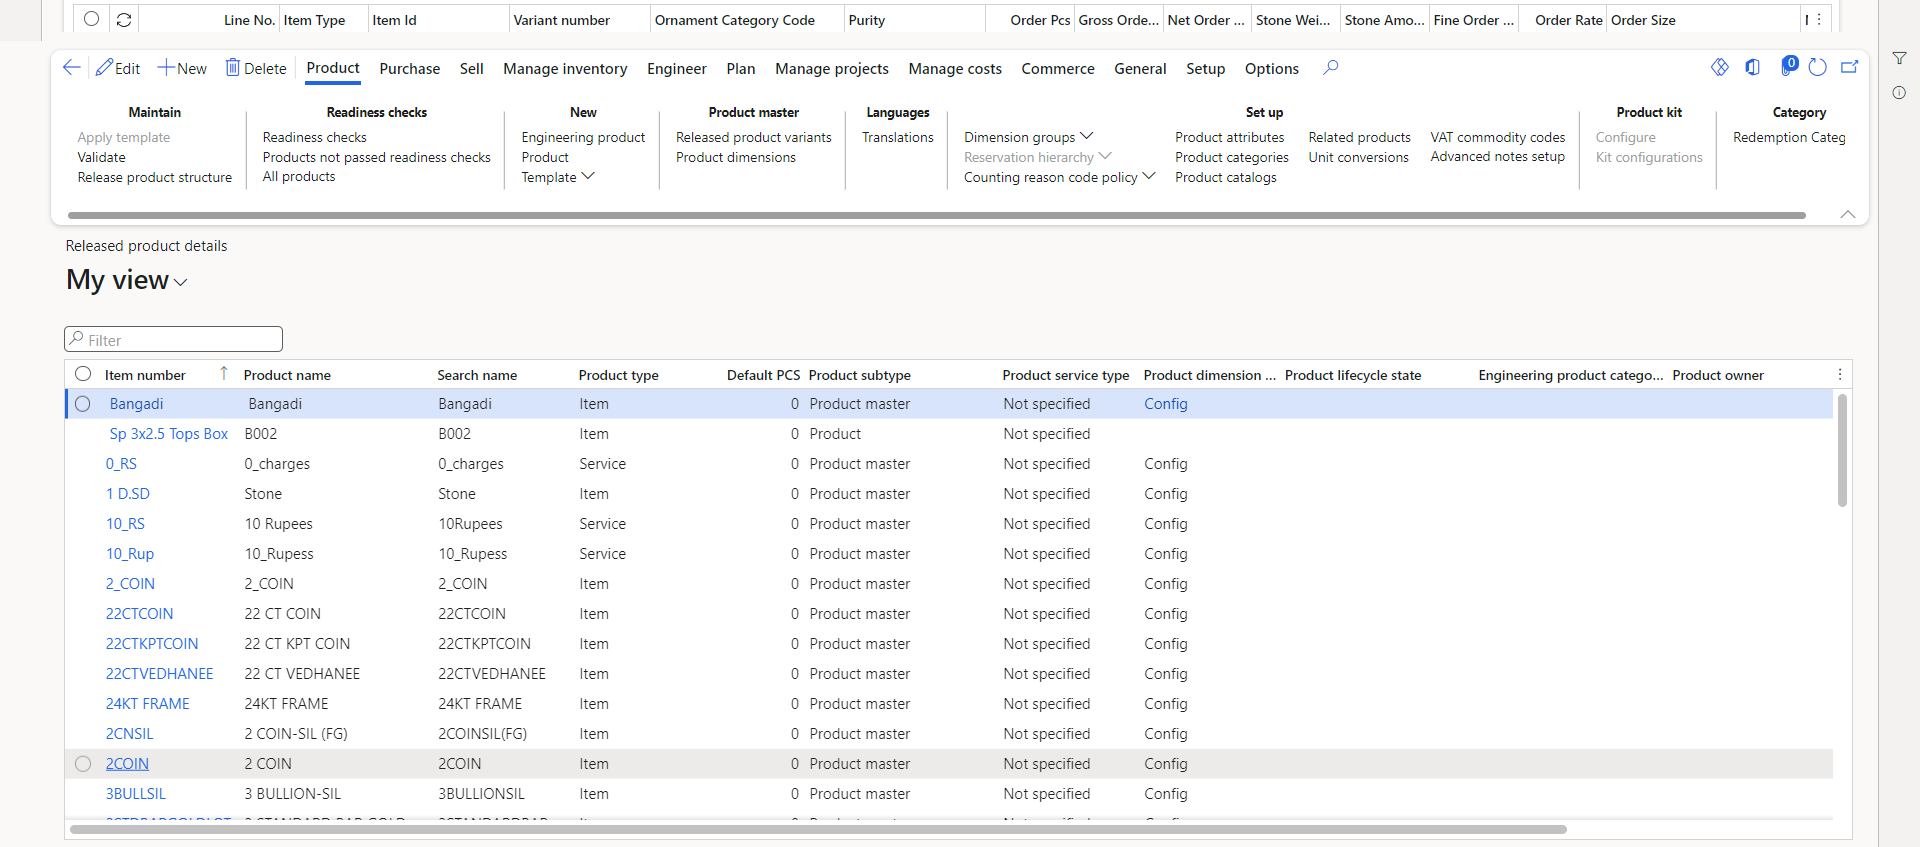 Line No. Item Type Item Id Variant number Ornament Category Code Purity Order Pcs Gross Orde... Net Order ... Stone Wei... Stone Amo... Fine Order ... Order Rate Order Size
Edit New Delete Product Purchase Sell Manage inventory Engineer Plan Manage projects Manage costs Commerce General Setup Options 0
Maintain Readiness checks New Product master Languages Set up Product kit Category
Apply template Readiness checks Engineering product Released product variants Translations Dimension groups Product attributes Related products VAT commodity codes Configure Redemption Categ
Validate Products not passed readiness checks Product Product dimensions Reservation hierarchy Product categories Unit conversions Advanced notes setup Kit configurations
Release product structure All products Template Counting reason code policy Product catalogs
Released product details
My view
Filter
Item number Product name Search name Product type Default PCS Product subtype Product service type Product dimension ... Product lifecycle state Engineering product catego... Product owner
Bangadi Bangadi Bangadi Item 0 Product master Not specified Config
Sp 3x2.5 Tops Box B002 B002 Item 0 Product Not specified
0_RS 0_charges 0_charges Service 0 Product master Not specified Config
1 D.SD Stone Stone Item 0 Product master Not specified Config
10_RS 10 Rupees 10Rupees Service 0 Product master Not specified Config
10_Rup 10_Rupess 10_Rupess Service 0 Product master Not specified Config
2_COIN 2_COIN 2_COIN Item 0 Product master Not specified Config
22CTCOIN 22 CT COIN 22CTCOIN Item 0 Product master Not specified Config
22CTKPTCOIN 22 CT KPT COIN 22CTKPTCOIN Item 0 Product master Not specified Config
22CTVEDHANEE 22 CT VEDHANEE 22CTVEDHANEE Item 0 Product master Not specified Config
24KT FRAME 24KT FRAME 24KT FRAME Item 0 Product master Not specified Config
2CNSIL 2 COIN-SIL (FG) 2COINSIL(FG) Item 0 Product master Not specified Config
2COIN 2 COIN 2COIN Item 0 Product master Not specified Config
3BULLSIL 3 BULLION-SIL 3BULLIONSIL Item 0 Product master Not specified Config